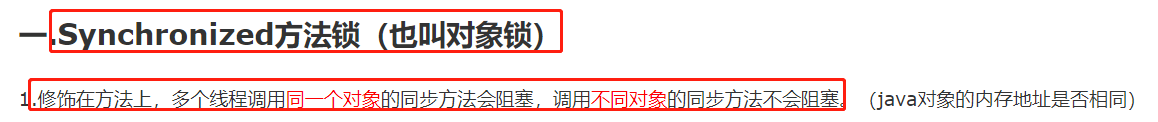 一.Synchronized方法锁（也叫对象锁）
1.修饰在方法上，多个线程调用同一个对象的同步方法会阻塞，调用不同对象的同步方法不会阻塞。（java对象的内存地址是否相同）